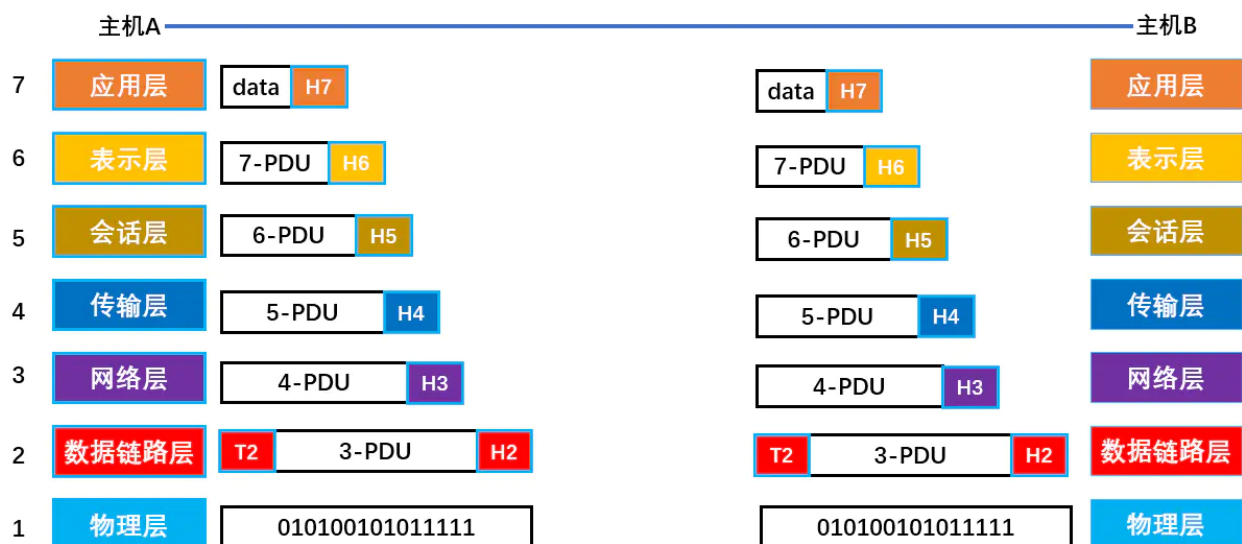 主机A 主机B
7 应用层 data H7 data H7 应用层
6 表示层 7-PDU H6 7-PDU H6 表示层
5 会话层 6-PDU H5 6-PDU H5 会话层
4 传输层 5-PDU H4 5-PDU H4 传输层
3 网络层 4-PDU H3 4-PDU H3 网络层
2 数据链路层 T2 3-PDU H2 T2 3-PDU H2 数据链路层
1 物理层 010100101011111 010100101011111 物理层